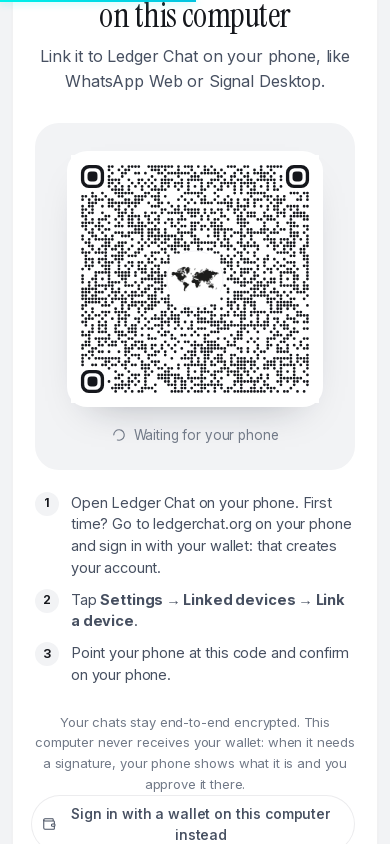 on this computer
Link it to Ledger Chat on your phone, like
WhatsApp Web or Signal Desktop.
Waiting for your phone
1
Open Ledger Chat on your phone. First
time? Go to ledgerchat.org on your phone
and sign in with your wallet: that creates
your account.
2
Tap Settings → Linked devices → Link
a device.
3
Point your phone at this code and confirm
on your phone.
Your chats stay end-to-end encrypted. This
computer never receives your wallet: when it needs
a signature, your phone shows what it is and you
approve it there.
Sign in with a wallet on this computer
instead